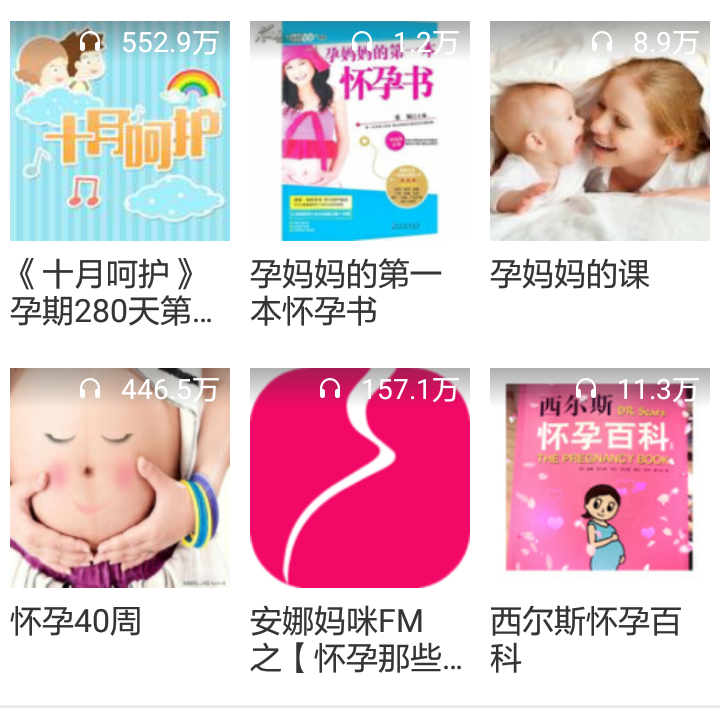 552.9万
1.2万
8.9万
十月呵护
孕妈妈的第一本
怀孕书
《十月呵护》
孕期280天第...
孕妈妈的第一
本怀孕书
孕妈妈的课
446.5万
157.1万
11.3万
西尔斯
DR. Sears
怀孕百科
THE PREGNANCY BOOK
怀孕40周
安娜妈咪FM
之【怀孕那些...
西尔斯怀孕百
科